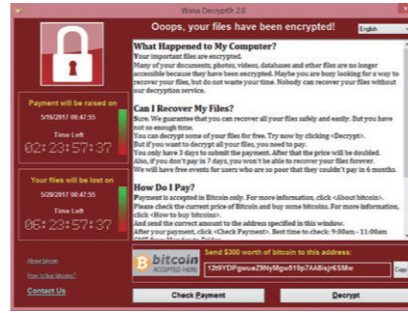 Wana Decrypt0r 2.0
Ooops, your files have been encrypted!
English
What Happened to My Computer?
Your important files are encrypted.
Many of your documents, photos, videos, databases and other files are no longer
accessible because they have been encrypted. Maybe you are busy looking for a way to
recover your files, but do not waste your time. Nobody can recover your files without
our decryption service.
Can I Recover My Files?
Sure. We guarantee that you can recover all your files safely and easily. But you have
not so enough time.
You can decrypt some of your files for free. Try now by clicking <Decrypt>.
But if you want to decrypt all your files, you need to pay.
You only have 3 days to submit the payment. After that the price will be doubled.
Also, if you don't pay in 7 days, you won't be able to recover your files forever.
We will have free events for users who are so poor that they couldn't pay in 6 months.
How Do I Pay?
Payment is accepted in Bitcoin only. For more information, click <About bitcoin>.
Please check the current price of Bitcoin and buy some bitcoins. For more information,
click <How to buy bitcoins>.
And send the correct amount to the address specified in this window.
After your payment, click <Check Payment>. Best time to check: 9:00am - 11:00am
GMT from Monday to Friday.
Payment will be raised on
5/16/2017 00:47:55
Time Left
02:23:57:37
Your files will be lost on
5/20/2017 00:47:55
Time Left
06:23:57:37
About bitcoin
How to buy bitcoins?
Contact Us
bitcoin
ACCEPTED HERE
Send $300 worth of bitcoin to this address:
Copy
Check Payment
Decrypt